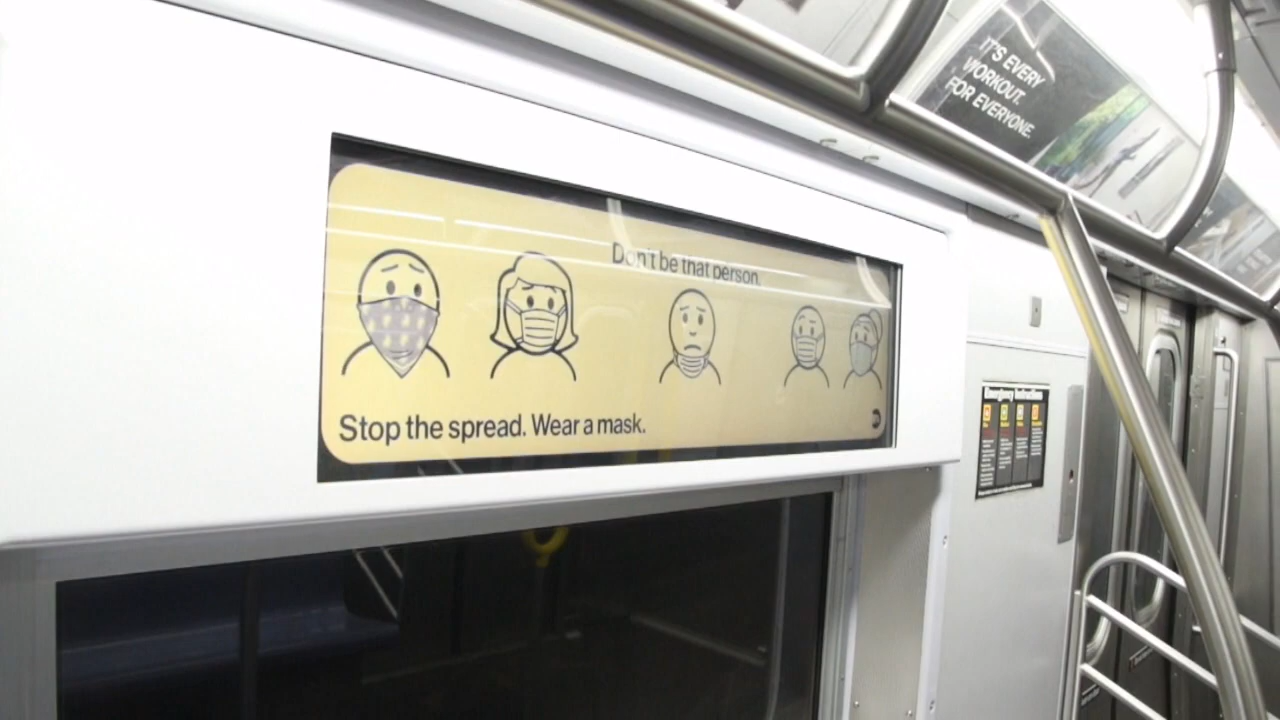 Don't be that person.
Stop the spread. Wear a mask.
IT'S EVERY
WORKOUT.
FOR EVERYONE.
Emergency Instructions